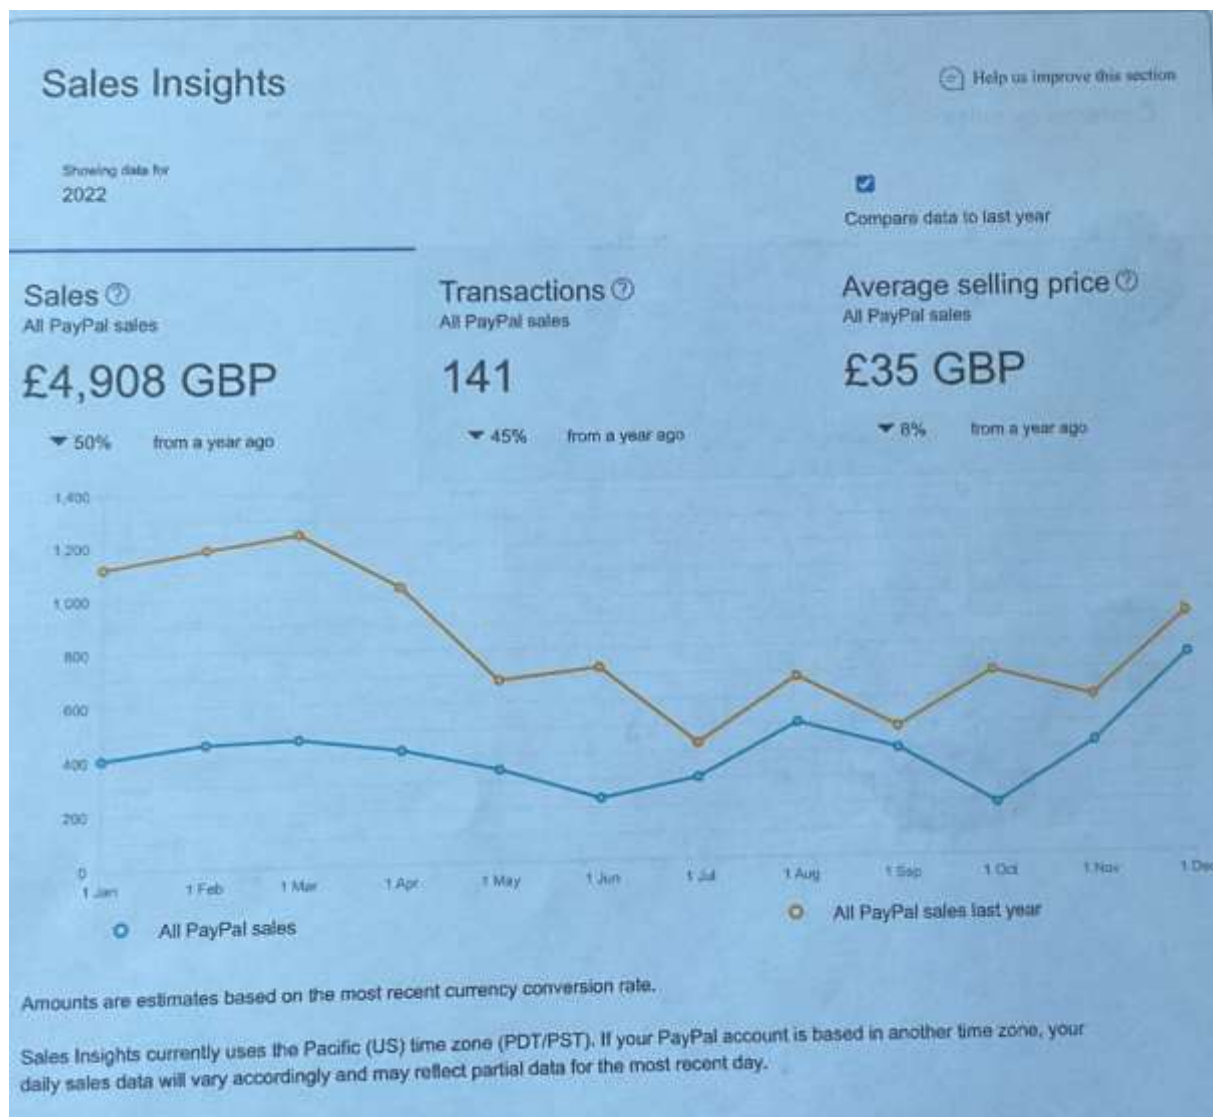 Sales Insights
Help us improve this section
Showing data for
2022
Compare data to last year
Sales ?
All PayPal sales
£4,908 GBP
▼ 50% from a year ago
Transactions ?
All PayPal sales
141
▼ 45% from a year ago
Average selling price ?
All PayPal sales
£35 GBP
▼ 8% from a year ago
1,400
1,200
1,000
800
600
400
200
0
1 Jan 1 Feb 1 Mar 1 Apr 1 May 1 Jun 1 Jul 1 Aug 1 Sep 1 Oct 1 Nov 1 Dec
All PayPal sales
All PayPal sales last year
Amounts are estimates based on the most recent currency conversion rate.
Sales Insights currently uses the Pacific (US) time zone (PDT/PST). If your PayPal account is based in another time zone, your
daily sales data will vary accordingly and may reflect partial data for the most recent day.